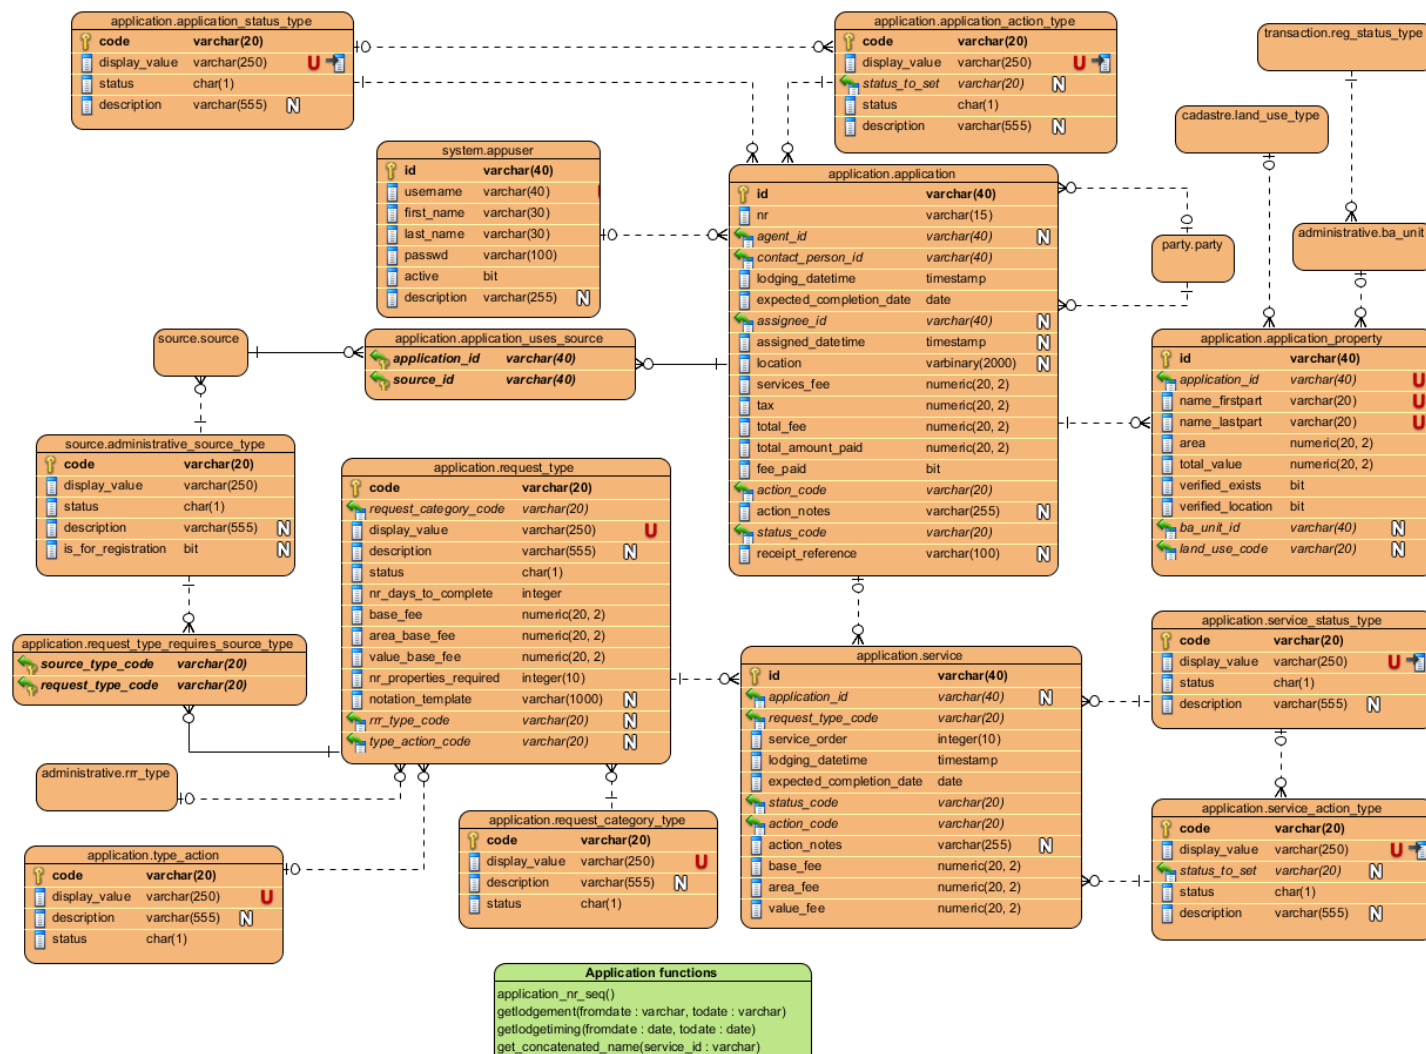 application.application_status_type
code varchar(20)
display_value varchar(250) U
status char(1)
description varchar(555) N
application.application_action_type
code varchar(20)
display_value varchar(250) U
status_to_set varchar(20) N
status char(1)
description varchar(555) N
transaction.reg_status_type
cadastre.land_use_type
system.appuser
id varchar(40)
username varchar(40)
first_name varchar(30)
last_name varchar(30)
passwd varchar(100)
active bit
description varchar(255) N
application.application
id varchar(40)
nr varchar(15)
agent_id varchar(40) N
contact_person_id varchar(40)
lodging_datetime timestamp
expected_completion_date date
assignee_id varchar(40) N
assigned_datetime timestamp N
location varbinary(2000) N
services_fee numeric(20, 2)
tax numeric(20, 2)
total_fee numeric(20, 2)
total_amount_paid numeric(20, 2)
fee_paid bit
action_code varchar(20)
action_notes varchar(255) N
status_code varchar(20)
receipt_reference varchar(100) N
party.party
administrative.ba_unit
source.source
application.application_uses_source
application_id varchar(40)
source_id varchar(40)
application.application_property
id varchar(40)
application_id varchar(40) U
name_firstpart varchar(20) U
name_lastpart varchar(20) U
area numeric(20, 2)
total_value numeric(20, 2)
verified_exists bit
verified_location bit
ba_unit_id varchar(40) N
land_use_code varchar(20) N
source.administrative_source_type
code varchar(20)
display_value varchar(250)
status char(1)
description varchar(555) N
is_for_registration bit N
application.request_type
code varchar(20)
request_category_code varchar(20)
display_value varchar(250) U
description varchar(555) N
status char(1)
nr_days_to_complete integer
base_fee numeric(20, 2)
area_base_fee numeric(20, 2)
value_base_fee numeric(20, 2)
nr_properties_required integer(10)
notation_template varchar(1000) N
rrr_type_code varchar(20) N
type_action_code varchar(20) N
application.request_type_requires_source_type
source_type_code varchar(20)
request_type_code varchar(20)
application.service
id varchar(40)
application_id varchar(40) N
request_type_code varchar(20)
service_order integer(10)
lodging_datetime timestamp
expected_completion_date date
status_code varchar(20)
action_code varchar(20)
action_notes varchar(255) N
base_fee numeric(20, 2)
area_fee numeric(20, 2)
value_fee numeric(20, 2)
application.service_status_type
code varchar(20)
display_value varchar(250) U
status char(1)
description varchar(555) N
administrative.rrr_type
application.request_category_type
code varchar(20)
display_value varchar(250) U
description varchar(555) N
status char(1)
application.service_action_type
code varchar(20)
display_value varchar(250) U
status_to_set varchar(20) N
status char(1)
description varchar(555) N
application.type_action
code varchar(20)
display_value varchar(250) U
description varchar(555) N
status char(1)
Application functions
application_nr_seq()
getlodgement(fromdate : varchar, todate : varchar)
getlodgetiming(fromdate : date, todate : date)
get_concatenated_name(service_id : varchar)